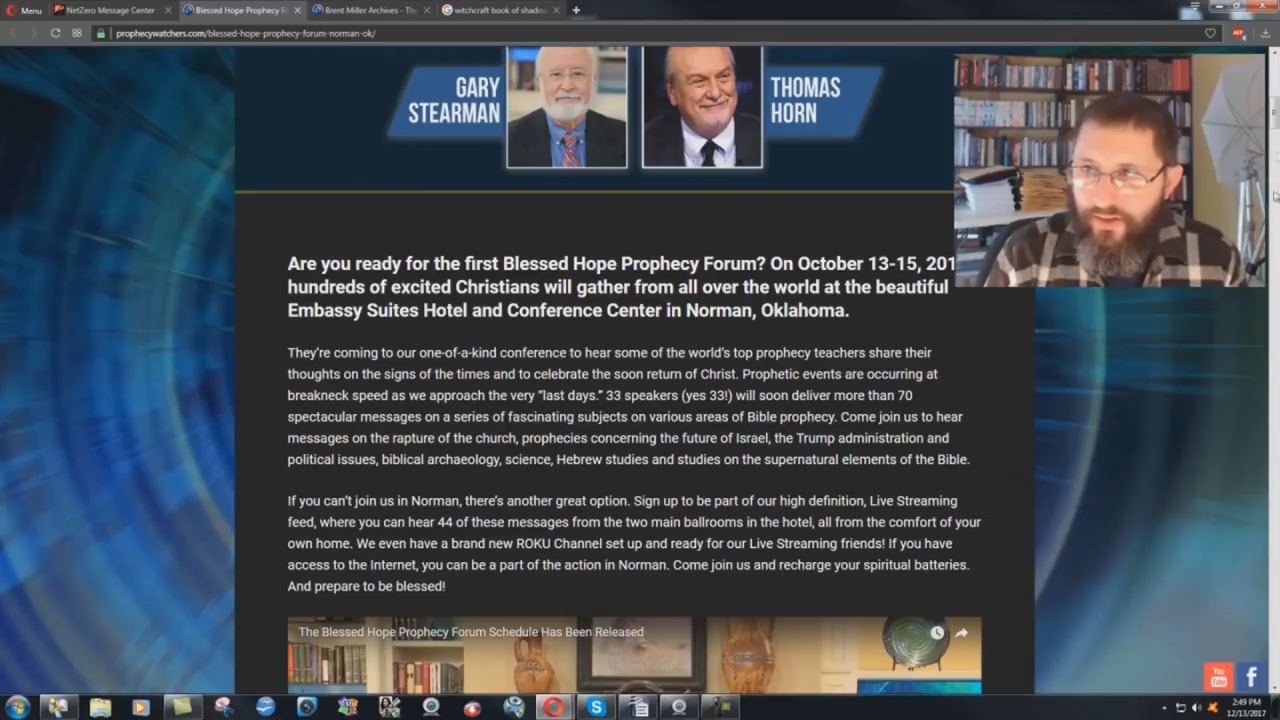 Menu
NetZero Message Center
Blessed Hope Prophecy F
Brent Miller Archives - The
witchcraft book of shado
prophecywatchers.com/blessed-hope-prophecy-forum-norman-ok/
GARY
STEARMAN
THOMAS
HORN
Are you ready for the first Blessed Hope Prophecy Forum? On October 13-15, 201
hundreds of excited Christians will gather from all over the world at the beautiful
Embassy Suites Hotel and Conference Center in Norman, Oklahoma.
They're coming to our one-of-a-kind conference to hear some of the world's top prophecy teachers share their
thoughts on the signs of the times and to celebrate the soon return of Christ. Prophetic events are occurring at
breakneck speed as we approach the very "last days." 33 speakers (yes 33!) will soon deliver more than 70
spectacular messages on a series of fascinating subjects on various areas of Bible prophecy. Come join us to hear
messages on the rapture of the church, prophecies concerning the future of Israel, the Trump administration and
political issues, biblical archaeology, science, Hebrew studies and studies on the supernatural elements of the Bible.
If you can't join us in Norman, there's another great option. Sign up to be part of our high definition, Live Streaming
feed, where you can hear 44 of these messages from the two main ballrooms in the hotel, all from the comfort of your
own home. We even have a brand new ROKU Channel set up and ready for our Live Streaming friends! If you have
access to the Internet, you can be a part of the action in Norman. Come join us and recharge your spiritual batteries.
And prepare to be blessed!
The Blessed Hope Prophecy Forum Schedule Has Been Released
You
Tube
2:49 PM
12/13/2017